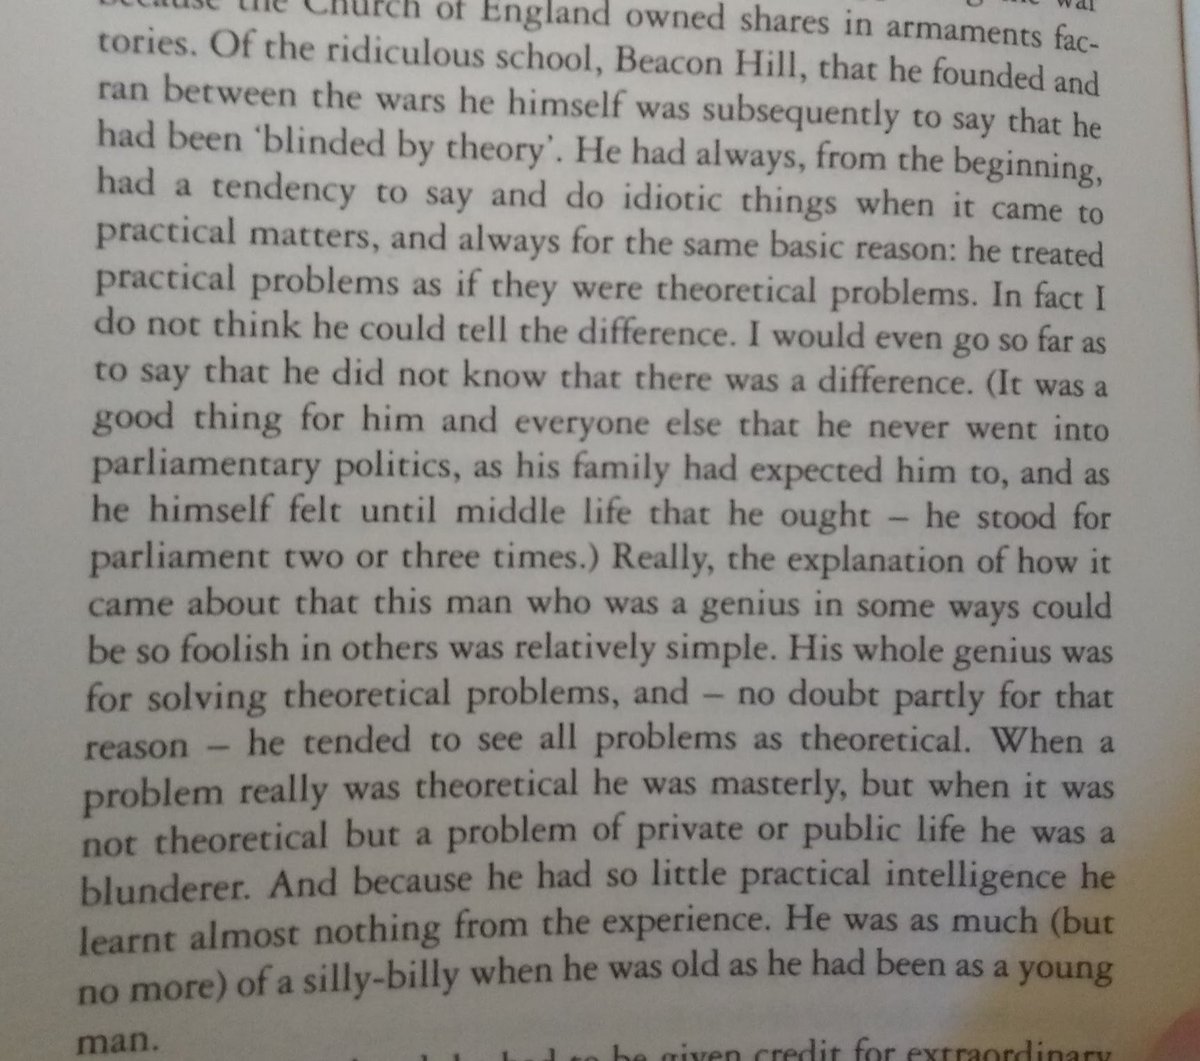 because the Church of England owned shares in armaments fac-
tories. Of the ridiculous school, Beacon Hill, that he founded and
ran between the wars he himself was subsequently to say that he
had been ‘blinded by theory’. He had always, from the beginning,
had a tendency to say and do idiotic things when it came to
practical matters, and always for the same basic reason: he treated
practical problems as if they were theoretical problems. In fact I
do not think he could tell the difference. I would even go so far as
to say that he did not know that there was a difference. (It was a
good thing for him and everyone else that he never went into
parliamentary politics, as his family had expected him to, and as
he himself felt until middle life that he ought – he stood for
parliament two or three times.) Really, the explanation of how it
came about that this man who was a genius in some ways could
be so foolish in others was relatively simple. His whole genius was
for solving theoretical problems, and – no doubt partly for that
reason – he tended to see all problems as theoretical. When a
problem really was theoretical he was masterly, but when it was
not theoretical but a problem of private or public life he was a
blunderer. And because he had so little practical intelligence he
learnt almost nothing from the experience. He was as much (but
no more) of a silly-billy when he was old as he had been as a young
man.
had to be given credit for extraordinary